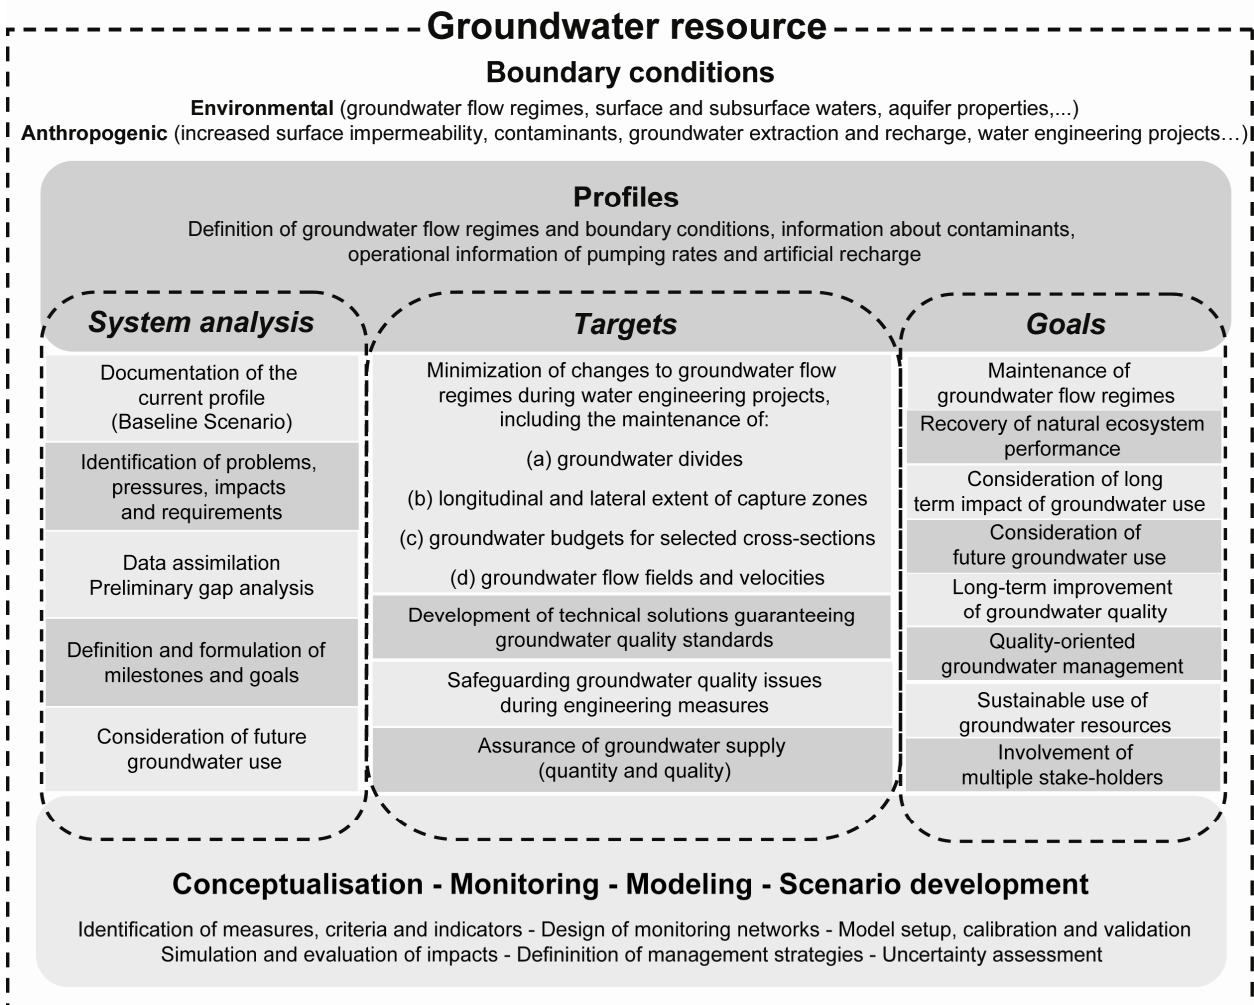 Groundwater resource
Boundary conditions
Environmental (groundwater flow regimes, surface and subsurface waters, aquifer properties,...)
Anthropogenic (increased surface impermeability, contaminants, groundwater extraction and recharge, water engineering projects…)
Profiles
Definition of groundwater flow regimes and boundary conditions, information about contaminants,
operational information of pumping rates and artificial recharge
System analysis
Documentation of the
current profile
(Baseline Scenario)
Identification of problems,
pressures, impacts
and requirements
Data assimilation
Preliminary gap analysis
Definition and formulation of
milestones and goals
Consideration of future
groundwater use
Targets
Minimization of changes to groundwater flow
regimes during water engineering projects,
including the maintenance of:
(a) groundwater divides
(b) longitudinal and lateral extent of capture zones
(c) groundwater budgets for selected cross-sections
(d) groundwater flow fields and velocities
Development of technical solutions guaranteeing
groundwater quality standards
Safeguarding groundwater quality issues
during engineering measures
Assurance of groundwater supply
(quantity and quality)
Goals
Maintenance of
groundwater flow regimes
Recovery of natural ecosystem
performance
Consideration of long
term impact of groundwater use
Consideration of
future groundwater use
Long-term improvement
of groundwater quality
Quality-oriented
groundwater management
Sustainable use of
groundwater resources
Involvement of
multiple stake-holders
Conceptualisation - Monitoring - Modeling - Scenario development
Identification of measures, criteria and indicators - Design of monitoring networks - Model setup, calibration and validation
Simulation and evaluation of impacts - Defininition of management strategies - Uncertainty assessment